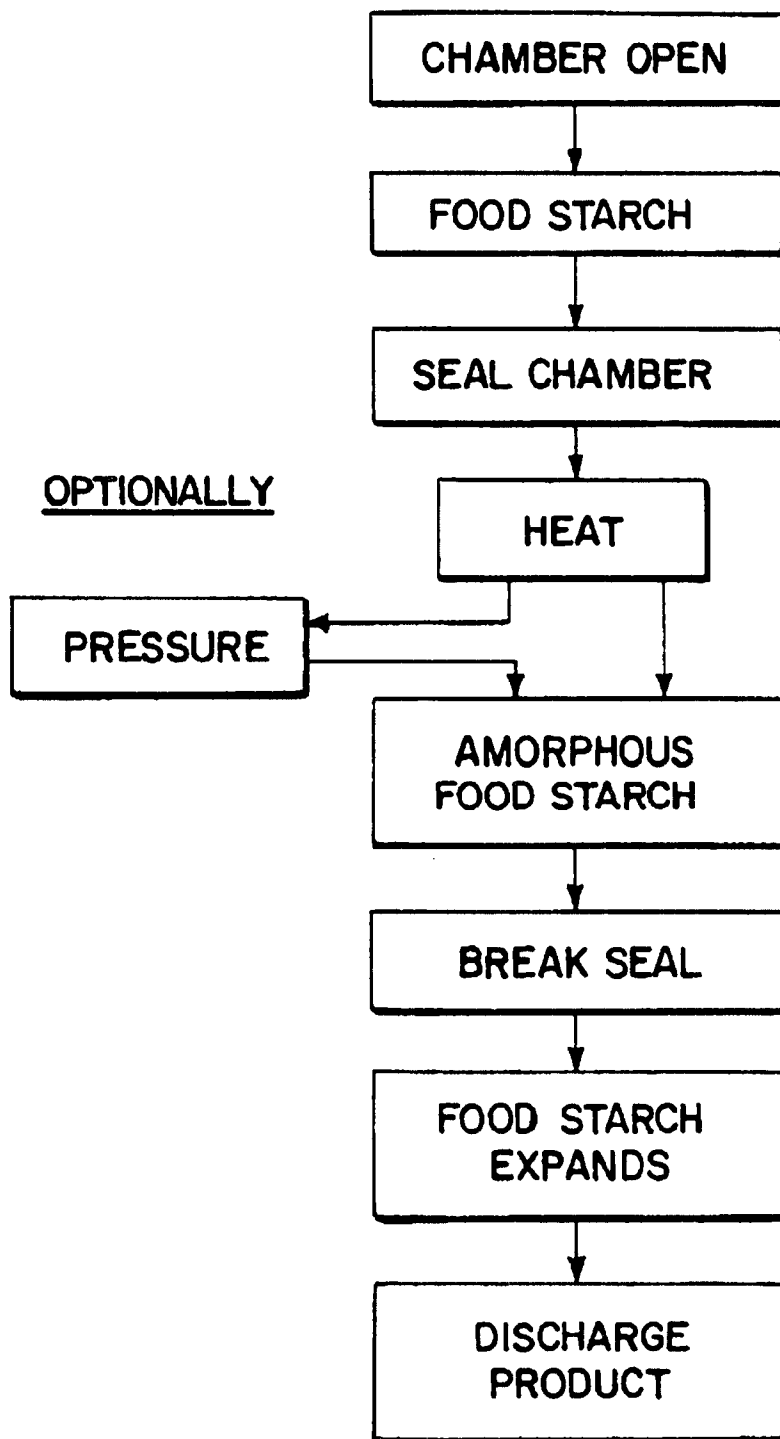 CHAMBER OPEN
FOOD STARCH
SEAL CHAMBER
OPTIONALLY
HEAT
PRESSURE
AMORPHOUS
FOOD STARCH
BREAK SEAL
FOOD STARCH
EXPANDS
DISCHARGE
PRODUCT